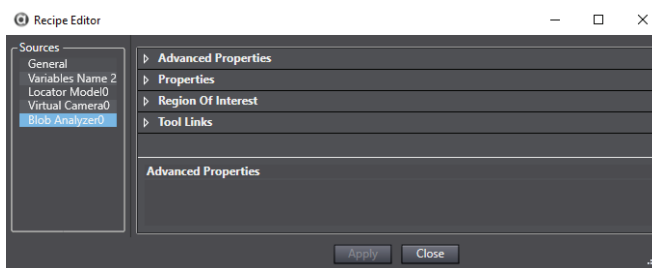 Recipe Editor
Sources
General
Variables Name 2
Locator Model0
Virtual Camera0
Blob Analyzer0
Advanced Properties
Properties
Region Of Interest
Tool Links
Advanced Properties
Apply
Close